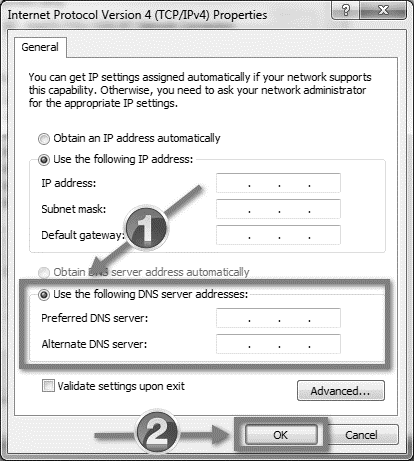 Internet Protocol Version 4 (TCP/IPv4) Properties
General
You can get IP settings assigned automatically if your network supports
this capability. Otherwise, you need to ask your network administrator
for the appropriate IP settings.
Obtain an IP address automatically
Use the following IP address:
IP address:
Subnet mask:
Default gateway:
1
Obtain DNS server address automatically
Use the following DNS server addresses:
Preferred DNS server:
Alternate DNS server:
Validate settings upon exit
Advanced...
2
OK
Cancel